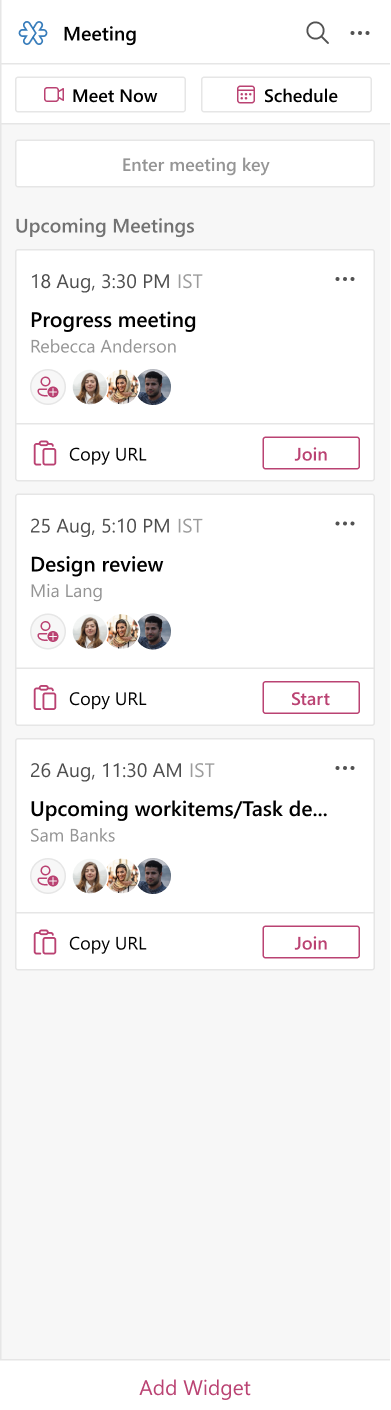 Meeting
Meet Now
Schedule
Enter meeting key
Upcoming Meetings
18 Aug, 3:30 PM IST
Progress meeting
Rebecca Anderson
Copy URL
Join
25 Aug, 5:10 PM IST
Design review
Mia Lang
Copy URL
Start
26 Aug, 11:30 AM IST
Upcoming workitems/Task de...
Sam Banks
Copy URL
Join
Add Widget